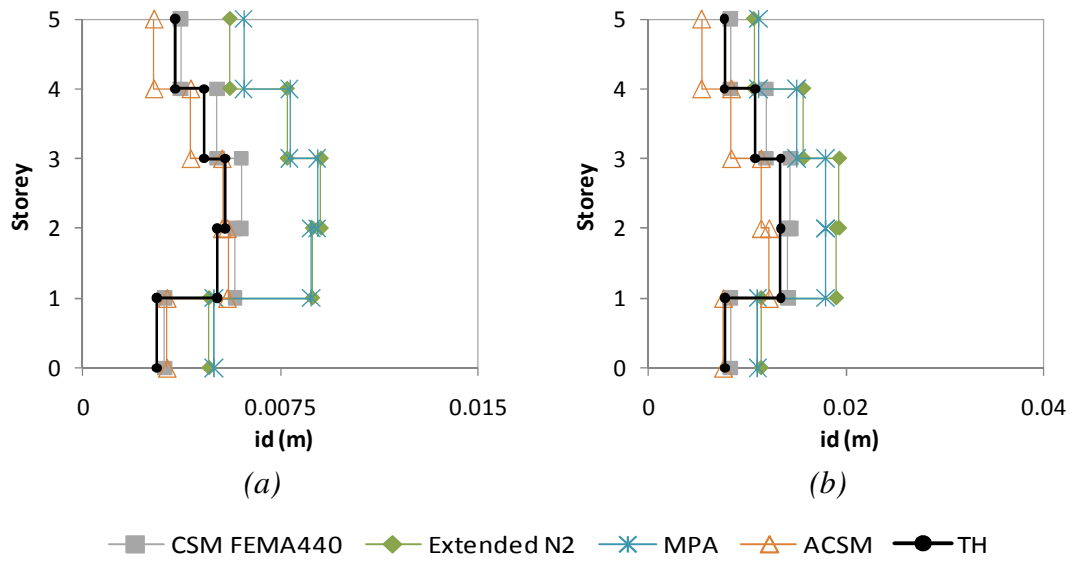 5
4
3
2
1
0
Storey
0
0.0075
0.015
id (m)
(a)
5
4
3
2
1
0
Storey
0
0.02
0.04
id (m)
(b)
CSM FEMA440
Extended N2
MPA
ACSM
TH